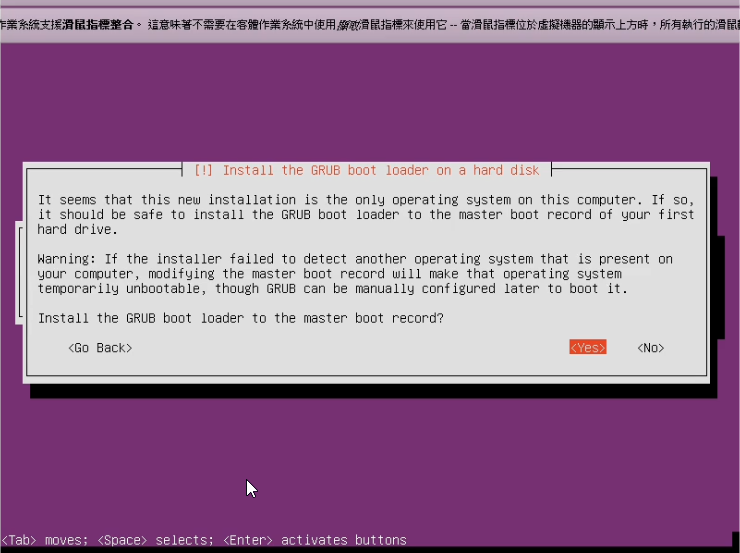 作業系統支援滑鼠指標整合。 這意味著不需要在客體作業系統中使用擷取滑鼠指標來使用它 -- 當滑鼠指標位於虛擬機器的顯示上方時，所有執行的滑鼠
[!] Install the GRUB boot loader on a hard disk
It seems that this new installation is the only operating system on this computer. If so,
it should be safe to install the GRUB boot loader to the master boot record of your first
hard drive.
Warning: If the installer failed to detect another operating system that is present on
your computer, modifying the master boot record will make that operating system
temporarily unbootable, though GRUB can be manually configured later to boot it.
Install the GRUB boot loader to the master boot record?
<Go Back> <Yes> <No>
<Tab> moves; <Space> selects; <Enter> activates buttons